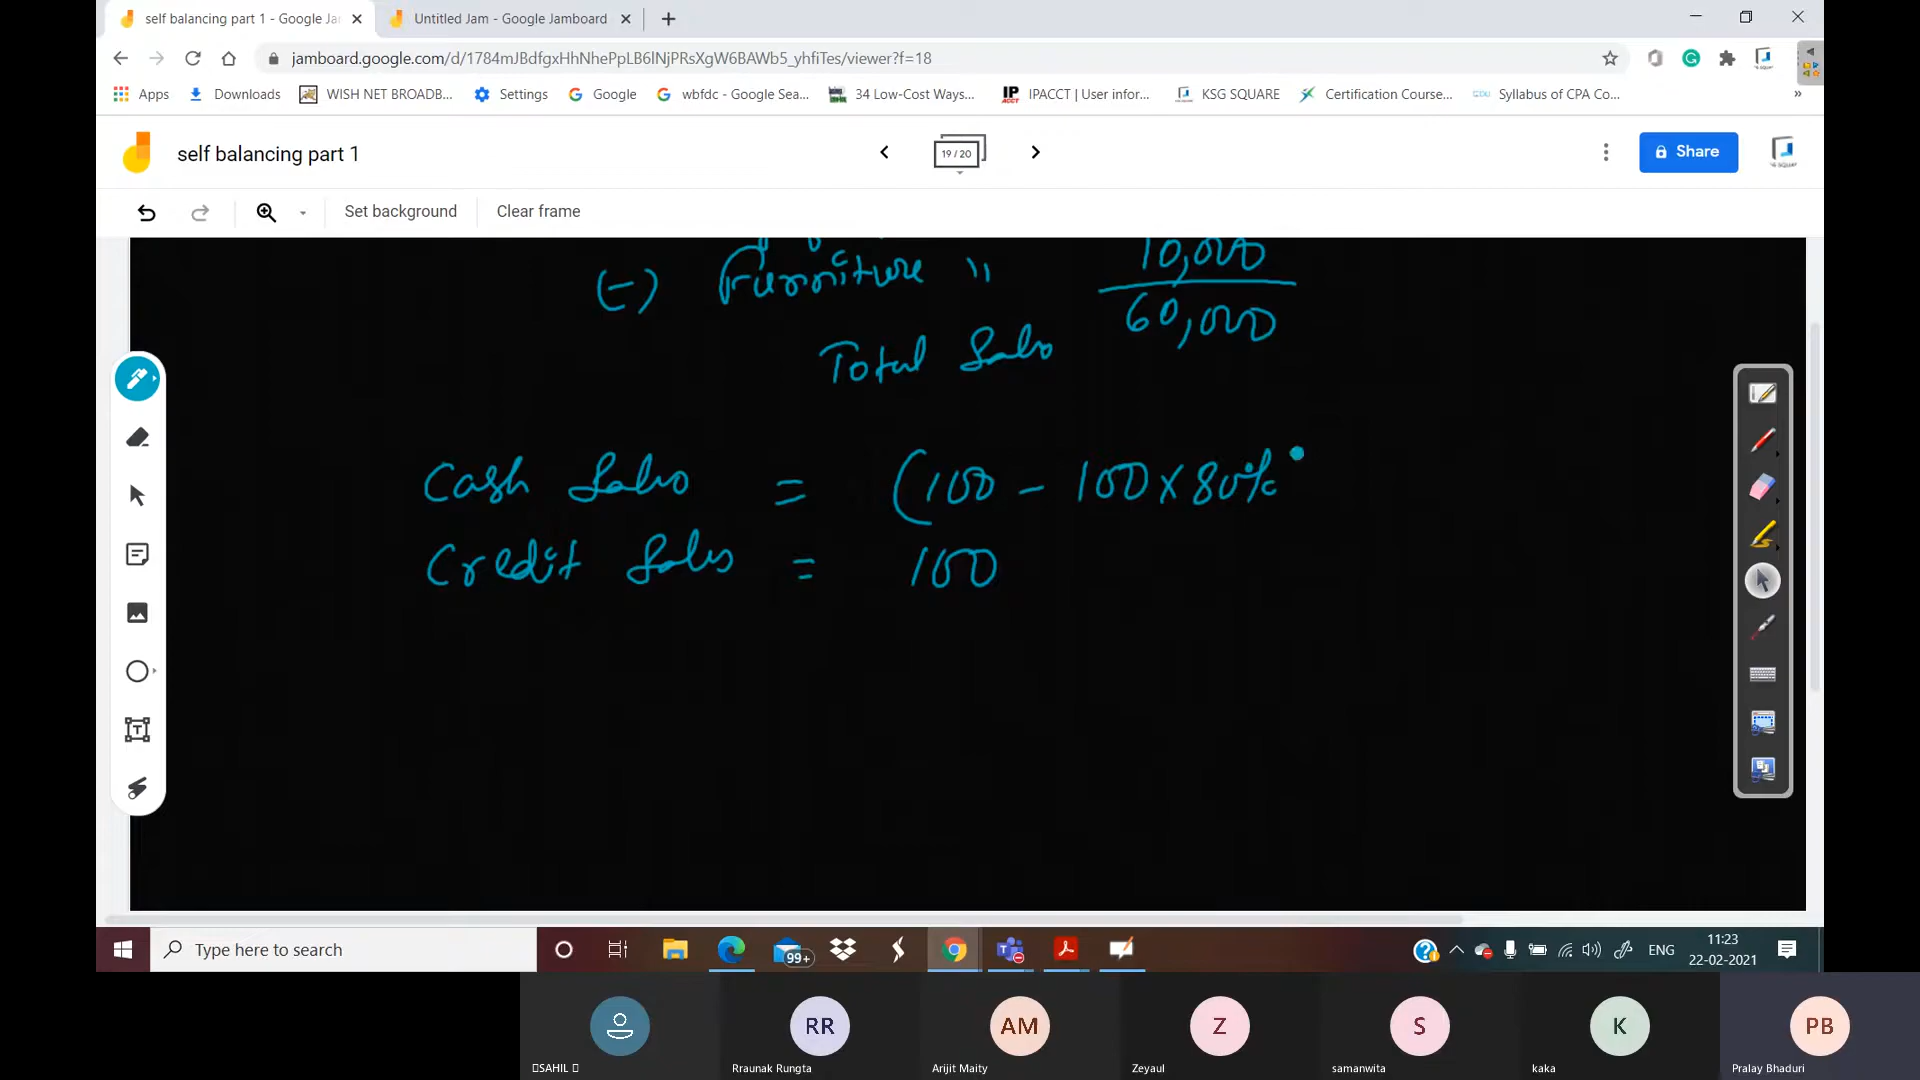 self balancing part 1 - Google Ja
Untitled Jam - Google Jamboard
jamboard.google.com/d/1784mJBdfgxHhNhePpLB6lNjPRsXgW6BAWb5_yhfiTes/viewer?f=18
Apps Downloads WISH NET BROADB... Settings Google wbfdc - Google Sea... 34 Low-Cost Ways... IPACCT | User infor... KSG SQUARE Certification Course... Syllabus of CPA Co... »
self balancing part 1
19 / 20
Share
Set background
Clear frame
10,000
(-) Furniture "
60,000
Total Sales
Cash Sales = (100 - 100 x 80%
Credit Sales = 100
Type here to search
99+
ENG
11:23
22-02-2021
RR AM Z S K PB
SAHIL Rraunak Rungta Arijit Maity Zeyaul samanwita kaka Pralay Bhaduri